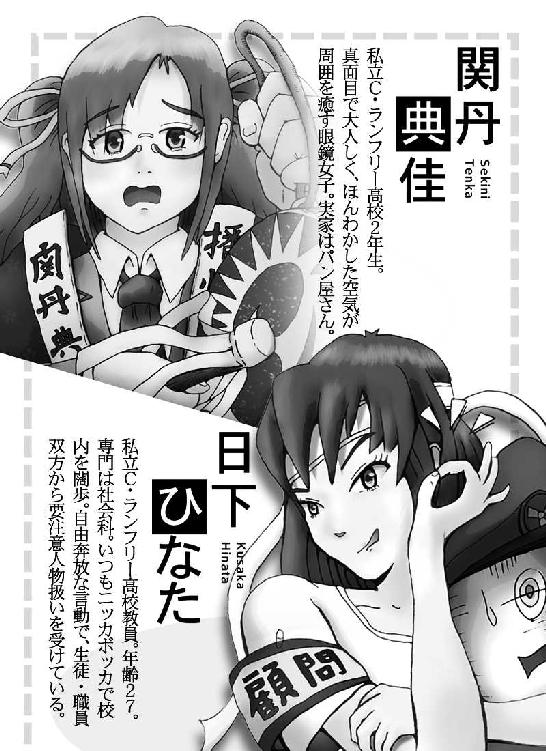 関丹
典佳
Sekini
Tenka
私立C・ランフリー高校2年生。
真面目で大人しく、ほんわかした空気が
周囲を癒す眼鏡女子。実家はパン屋さん。
関丹典
播
日下
ひなた
Kusaka
Hinata
私立C・ランフリー高校教員。年齢27。
専門は社会科。いつもニッカポッカで校
内を闊歩。自由奔放な言動で、生徒・職員
双方から要注意人物扱いを受けている。
顧問